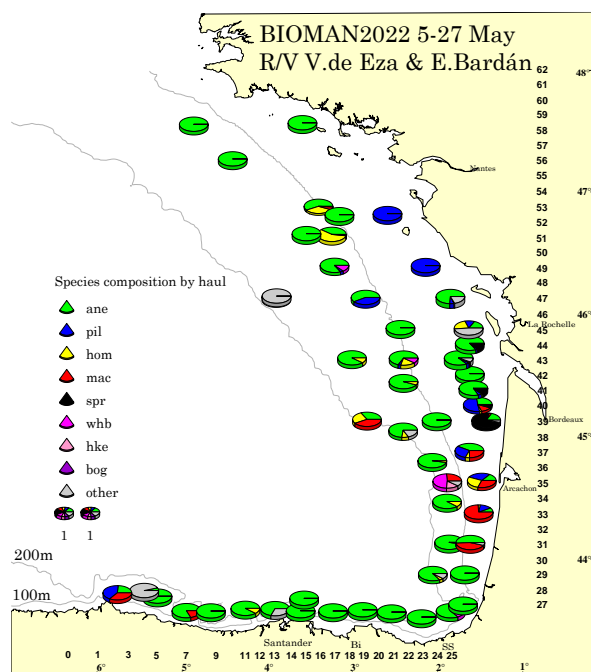 BIOMAN2022 5-27 May
R/V V.de Eza & E.Bardán
62
48°
61
60
59
58
57
56
Nantes
55
54
53
47°
52
51
50
49
Species composition by haul
48
ane
47
46°
pil
46
La Rochelle
hom
45
mac
44
spr
43
whb
42
hke
41
bog
40
Bordeaux
other
39
45°
1 1
38
37
36
35
Arcachon
34
33
32
200m
31
44°
30
29
100m
28
27
Santander
Bi
SS
0 1 3 5 7 9 11 12 13 14 15 16 17 18 19 20 21 22 23 24 25
6° 5° 4° 3° 2° 1°